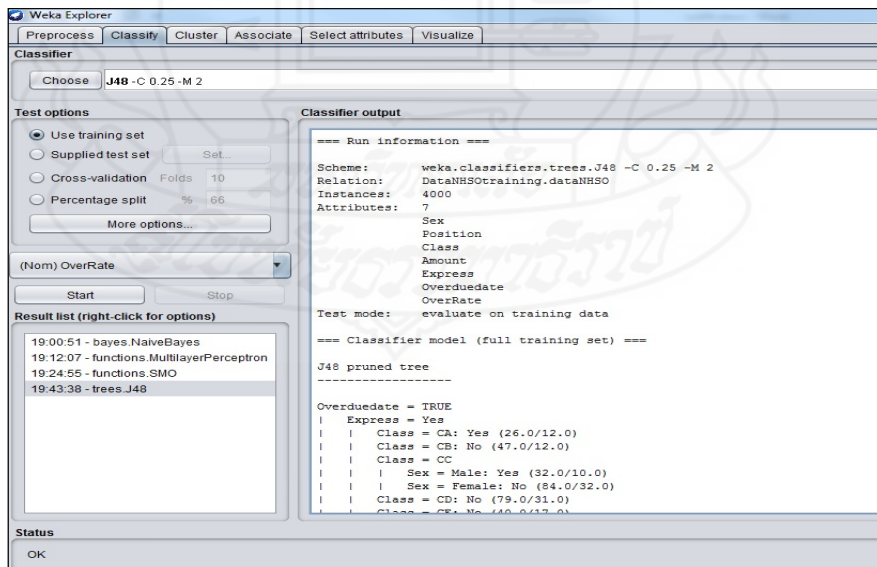 Weka Explorer
Preprocess Classify Cluster Associate Select attributes Visualize
Classifier
Choose J48 -C 0.25 -M 2
Test options
Use training set
Supplied test set Set...
Cross-validation Folds 10
Percentage split % 66
More options...
(Nom) OverRate
Start Stop
Result list (right-click for options)
19:00:51 - bayes.NaiveBayes
19:12:07 - functions.MultilayerPerceptron
19:24:55 - functions.SMO
19:43:38 - trees.J48
Classifier output
=== Run information ===
Scheme: weka.classifiers.trees.J48 -C 0.25 -M 2
Relation: DataNHSOtraining.dataNHSO
Instances: 4000
Attributes: 7
Sex
Position
Class
Amount
Express
Overduedate
OverRate
Test mode: evaluate on training data
=== Classifier model (full training set) ===
J48 pruned tree
------------------
Overduedate = TRUE
| Express = Yes
| | Class = CA: Yes (26.0/12.0)
| | Class = CB: No (47.0/12.0)
| | Class = CC
| | | Sex = Male: Yes (32.0/10.0)
| | | Sex = Female: No (84.0/32.0)
| | Class = CD: No (79.0/31.0)
| | Class = CE: No (40.0/17.0)
Status
OK